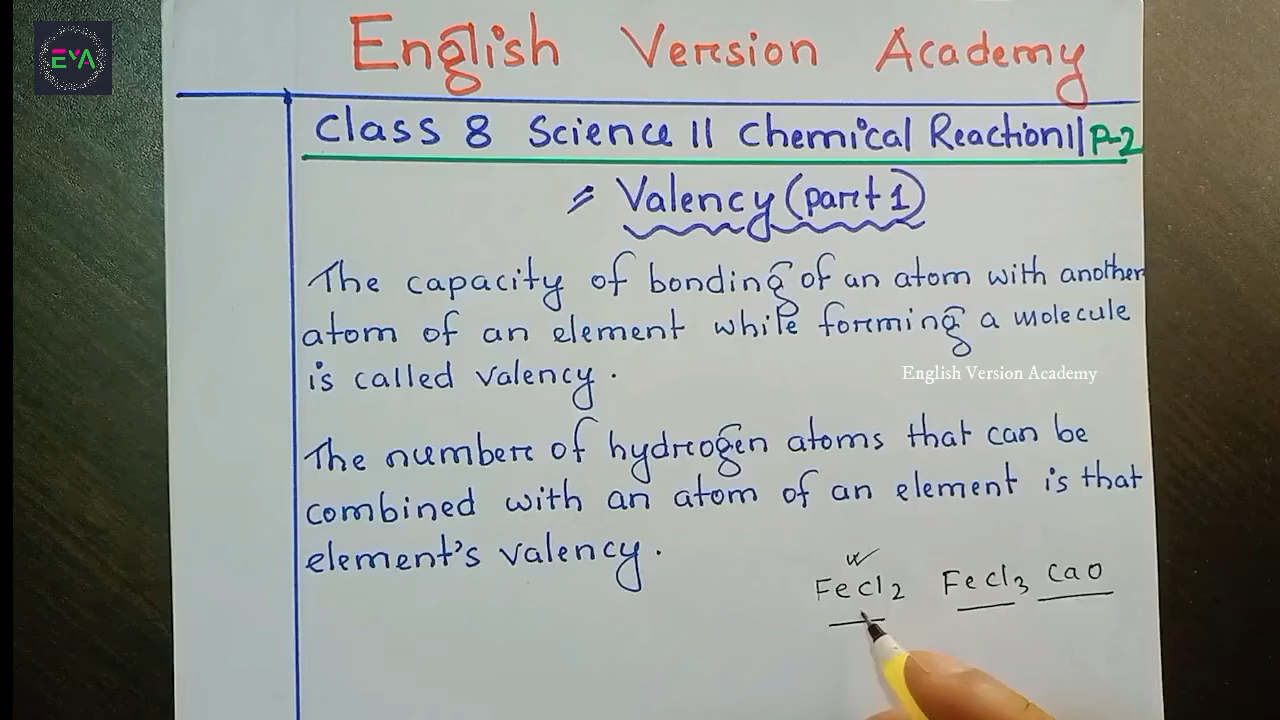 EVA
English Version Academy
Class 8 Science || Chemical Reaction || P-2
Valency (part 1)
The capacity of bonding of an atom with another
atom of an element while forming a molecule
is called valency.
English Version Academy
The number of hydrogen atoms that can be
combined with an atom of an element is that
element's valency.
FeCl2 FeCl3 CaO